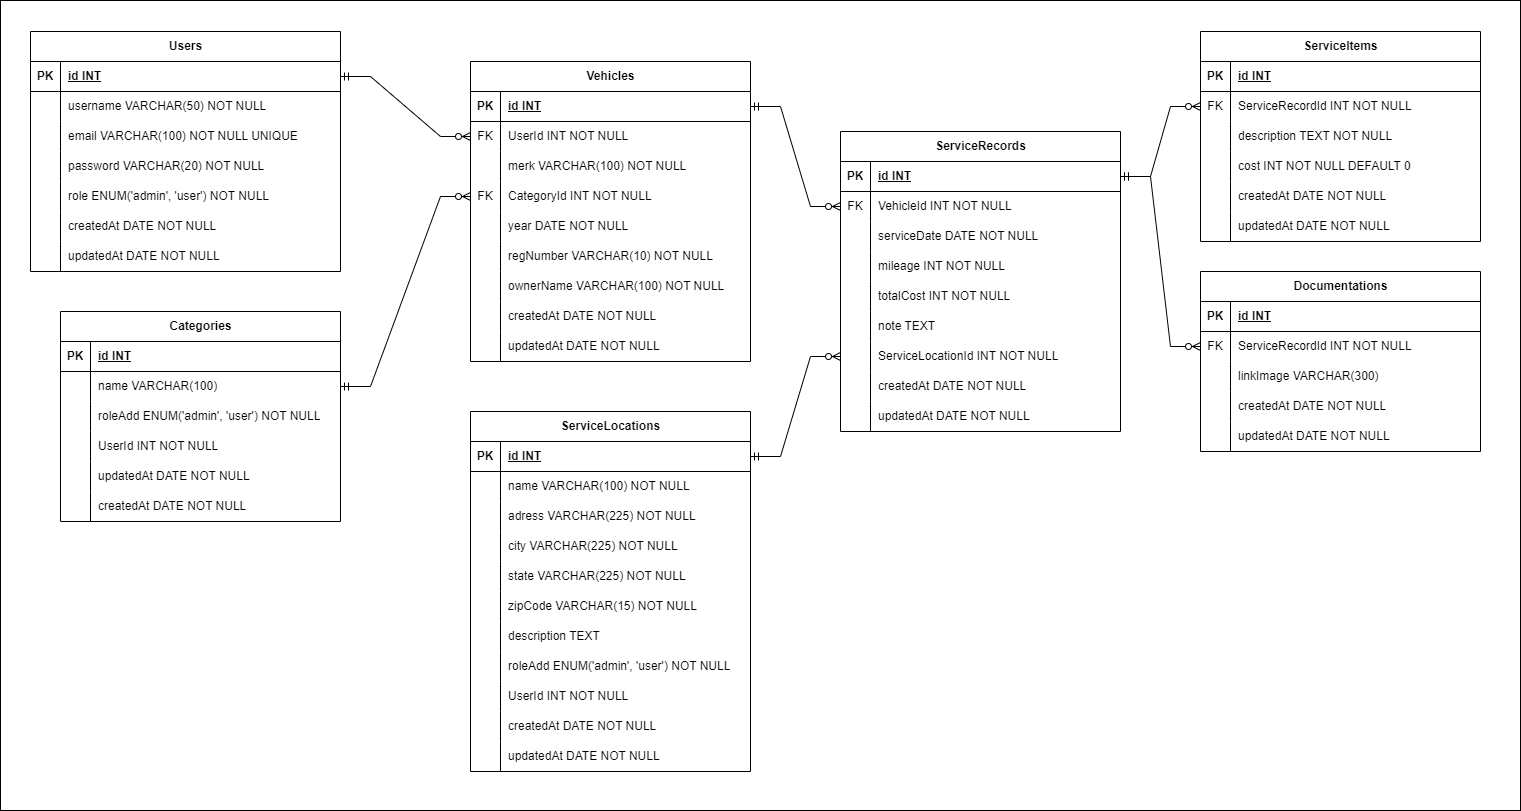 Users
PK id INT
username VARCHAR(50) NOT NULL
email VARCHAR(100) NOT NULL UNIQUE
password VARCHAR(20) NOT NULL
role ENUM('admin', 'user') NOT NULL
createdAt DATE NOT NULL
updatedAt DATE NOT NULL
Categories
PK id INT
name VARCHAR(100)
roleAdd ENUM('admin', 'user') NOT NULL
UserId INT NOT NULL
updatedAt DATE NOT NULL
createdAt DATE NOT NULL
Vehicles
PK id INT
FK UserId INT NOT NULL
merk VARCHAR(100) NOT NULL
FK CategoryId INT NOT NULL
year DATE NOT NULL
regNumber VARCHAR(10) NOT NULL
ownerName VARCHAR(100) NOT NULL
createdAt DATE NOT NULL
updatedAt DATE NOT NULL
ServiceLocations
PK id INT
name VARCHAR(100) NOT NULL
adress VARCHAR(225) NOT NULL
city VARCHAR(225) NOT NULL
state VARCHAR(225) NOT NULL
zipCode VARCHAR(15) NOT NULL
description TEXT
roleAdd ENUM('admin', 'user') NOT NULL
UserId INT NOT NULL
createdAt DATE NOT NULL
updatedAt DATE NOT NULL
ServiceRecords
PK id INT
FK VehicleId INT NOT NULL
serviceDate DATE NOT NULL
mileage INT NOT NULL
totalCost INT NOT NULL
note TEXT
ServiceLocationId INT NOT NULL
createdAt DATE NOT NULL
updatedAt DATE NOT NULL
ServiceItems
PK id INT
FK ServiceRecordId INT NOT NULL
description TEXT NOT NULL
cost INT NOT NULL DEFAULT 0
createdAt DATE NOT NULL
updatedAt DATE NOT NULL
Documentations
PK id INT
FK ServiceRecordId INT NOT NULL
linkImage VARCHAR(300)
createdAt DATE NOT NULL
updatedAt DATE NOT NULL